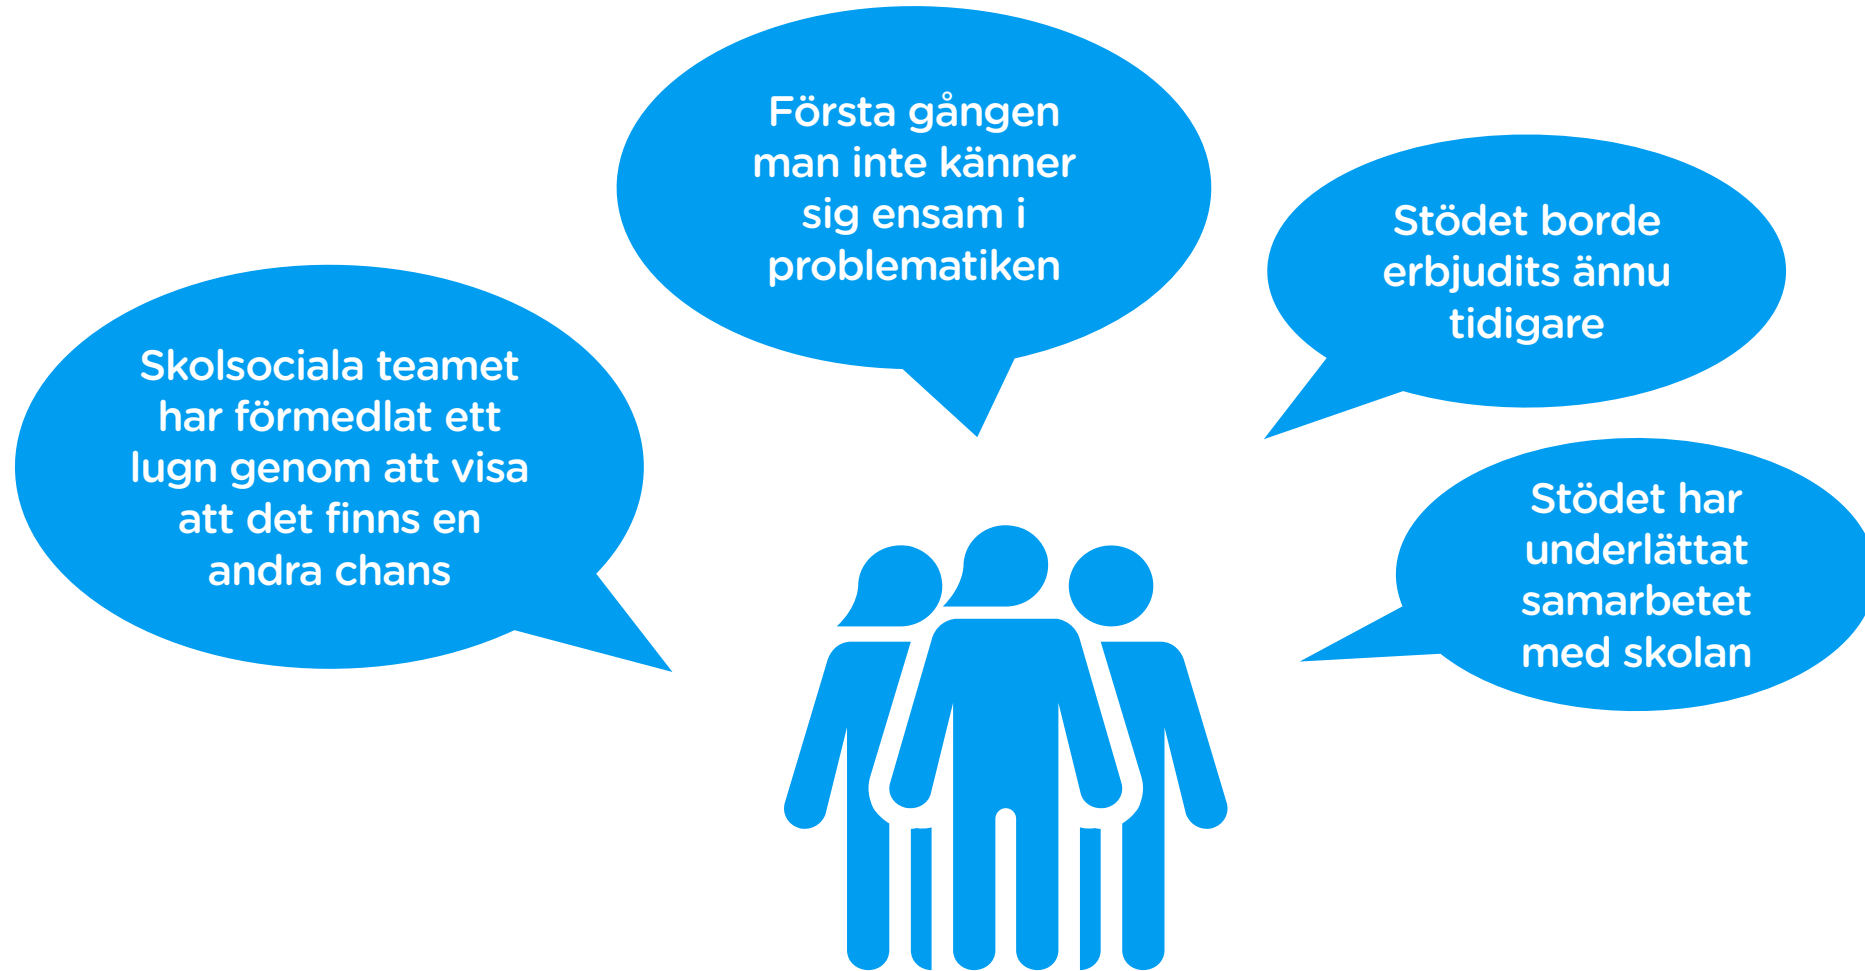 Skolsociala teamet
har förmedlat ett
lugn genom att visa
att det finns en
andra chans
Första gången
man inte känner
sig ensam i
problematiken
Stödet borde
erbjudits ännu
tidigare
Stödet har
underlättat
samarbetet
med skolan